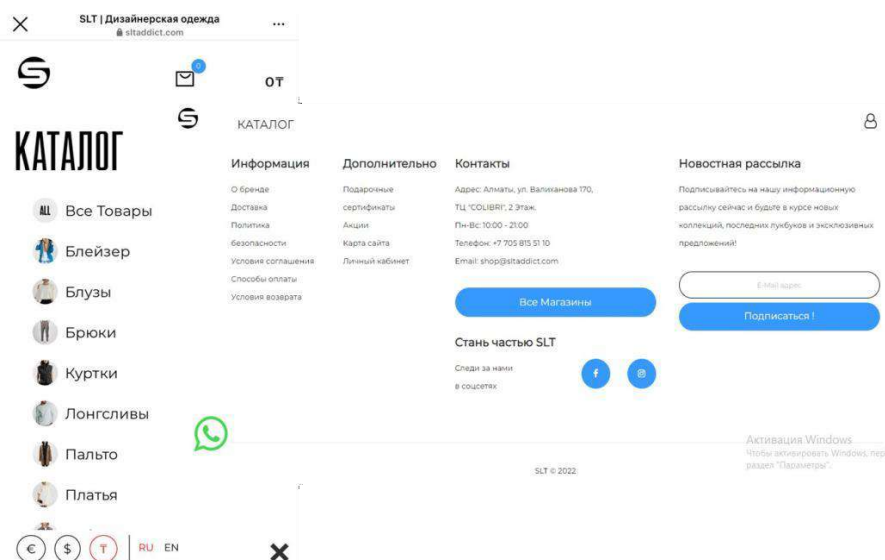 SLT | Дизайнерская одежда
sltaddict.com
0
0₸
КАТАЛОГ
ALL Все Товары
Блейзер
Блузы
Брюки
Куртки
Лонгсливы
Пальто
Платья
€ $ ₸ RU EN
КАТАЛОГ
Информация
О бренде
Доставка
Политика
безопасности
Условия соглашения
Способы оплаты
Условия возврата
Дополнительно
Подарочные
сертификаты
Акции
Карта сайта
Личный кабинет
Контакты
Адрес: Алматы, ул. Валиханова 170,
ТЦ "COLIBRI", 2 Этаж.
Пн-Вс: 10:00 - 21:00
Телефон: +7 705 815 51 10
Email: shop@sltaddict.com
Все Магазины
Стань частью SLT
Следи за нами
в соцсетях
Новостная рассылка
Подписывайтесь на нашу информационную
рассылку сейчас и будьте в курсе новых
коллекций, последних лукбуков и эксклюзивных
предложений!
E-Mail адрес
Подписаться !
Активация Windows
Чтобы активировать Windows, пер
раздел "Параметры".
SLT © 2022